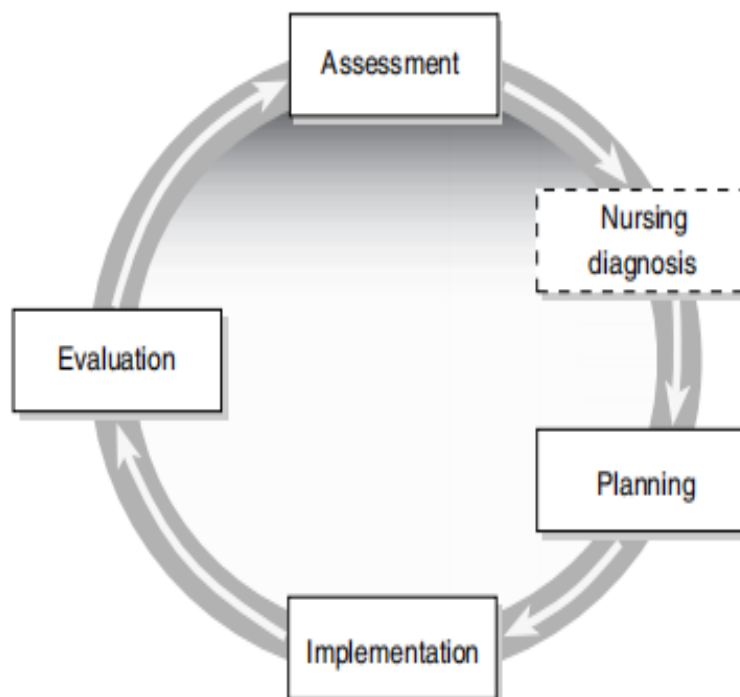 Assessment
Nursing
diagnosis
Planning
Implementation
Evaluation